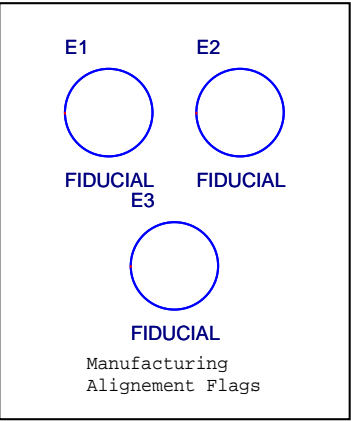 E1 E2
FIDUCIAL FIDUCIAL
E3
FIDUCIAL
Manufacturing
Alignement Flags